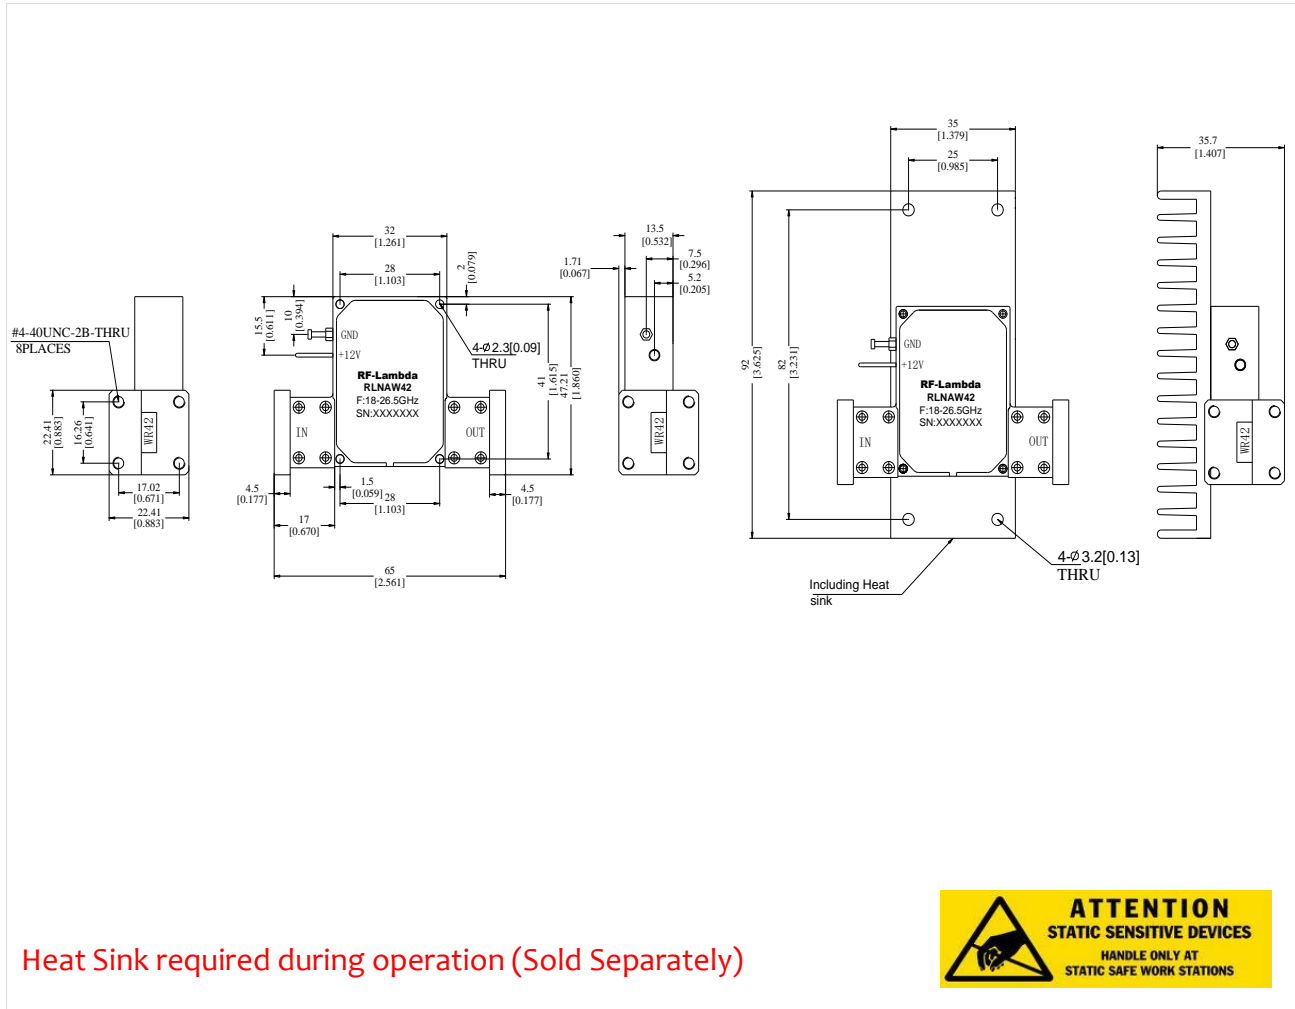 #4-40UNC-2B-THRU
8PLACES
22.41
[0.883]
16.26
[0.641]
WR42
17.02
[0.671]
22.41
[0.883]
32
[1.261]
28
[1.103]
2
[0.079]
15.5
[0.611]
10
[0.394]
GND
+12V
4-Ø2.3[0.09]
THRU
RF-Lambda
RLNAW42
F:18-26.5GHz
SN:XXXXXXX
IN
OUT
41
[1.615]
47.21
[1.860]
4.5
[0.177]
1.5
[0.059]
28
[1.103]
4.5
[0.177]
17
[0.670]
65
[2.561]
13.5
[0.532]
1.71
[0.067]
7.5
[0.296]
5.2
[0.205]
WR42
35
[1.379]
25
[0.985]
92
[3.625]
82
[3.231]
GND
+12V
RF-Lambda
RLNAW42
F:18-26.5GHz
SN:XXXXXXX
IN
OUT
4-Ø3.2[0.13]
THRU
Including Heat
sink
35.7
[1.407]
WR42
Heat Sink required during operation (Sold Separately)
ATTENTION
STATIC SENSITIVE DEVICES
HANDLE ONLY AT
STATIC SAFE WORK STATIONS